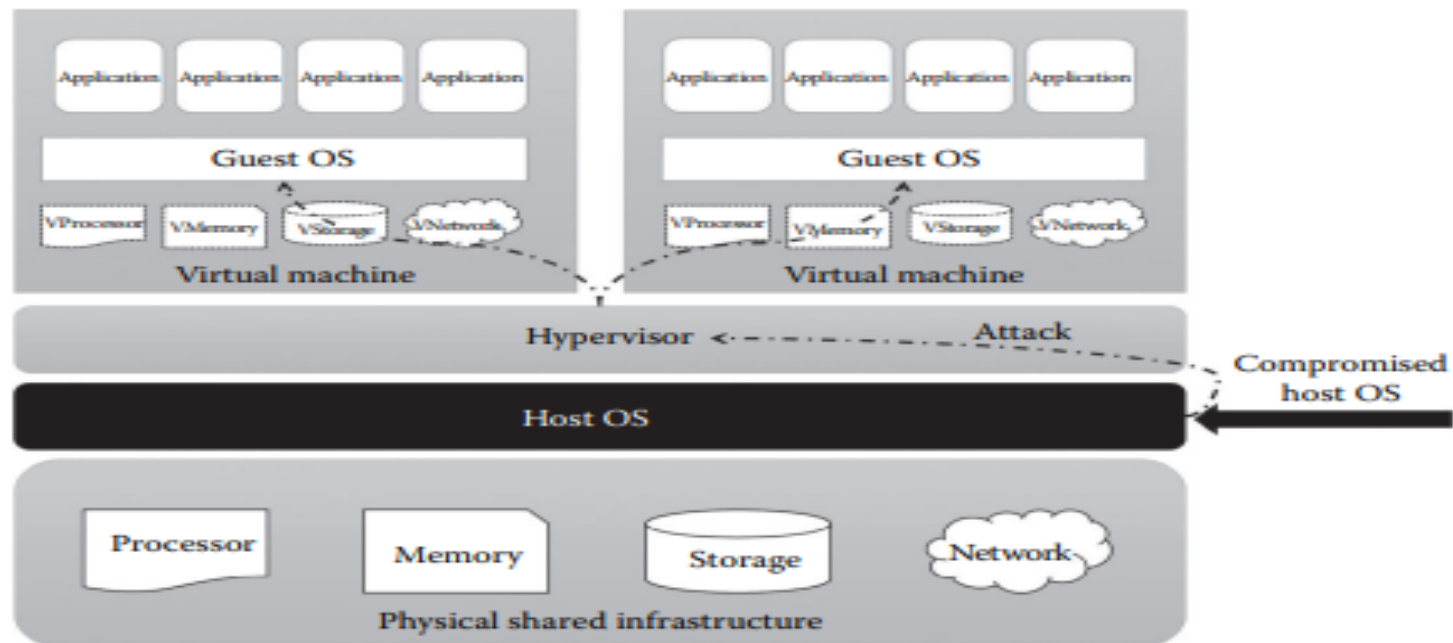 Application Application Application Application
Application Application Application Application
Guest OS
Guest OS
VProcessor VMemory VStorage VNetwork
VProcessor VMemory VStorage VNetwork
Virtual machine
Virtual machine
Hypervisor
Attack
Compromised
host OS
Host OS
Processor
Memory
Storage
Network
Physical shared infrastructure